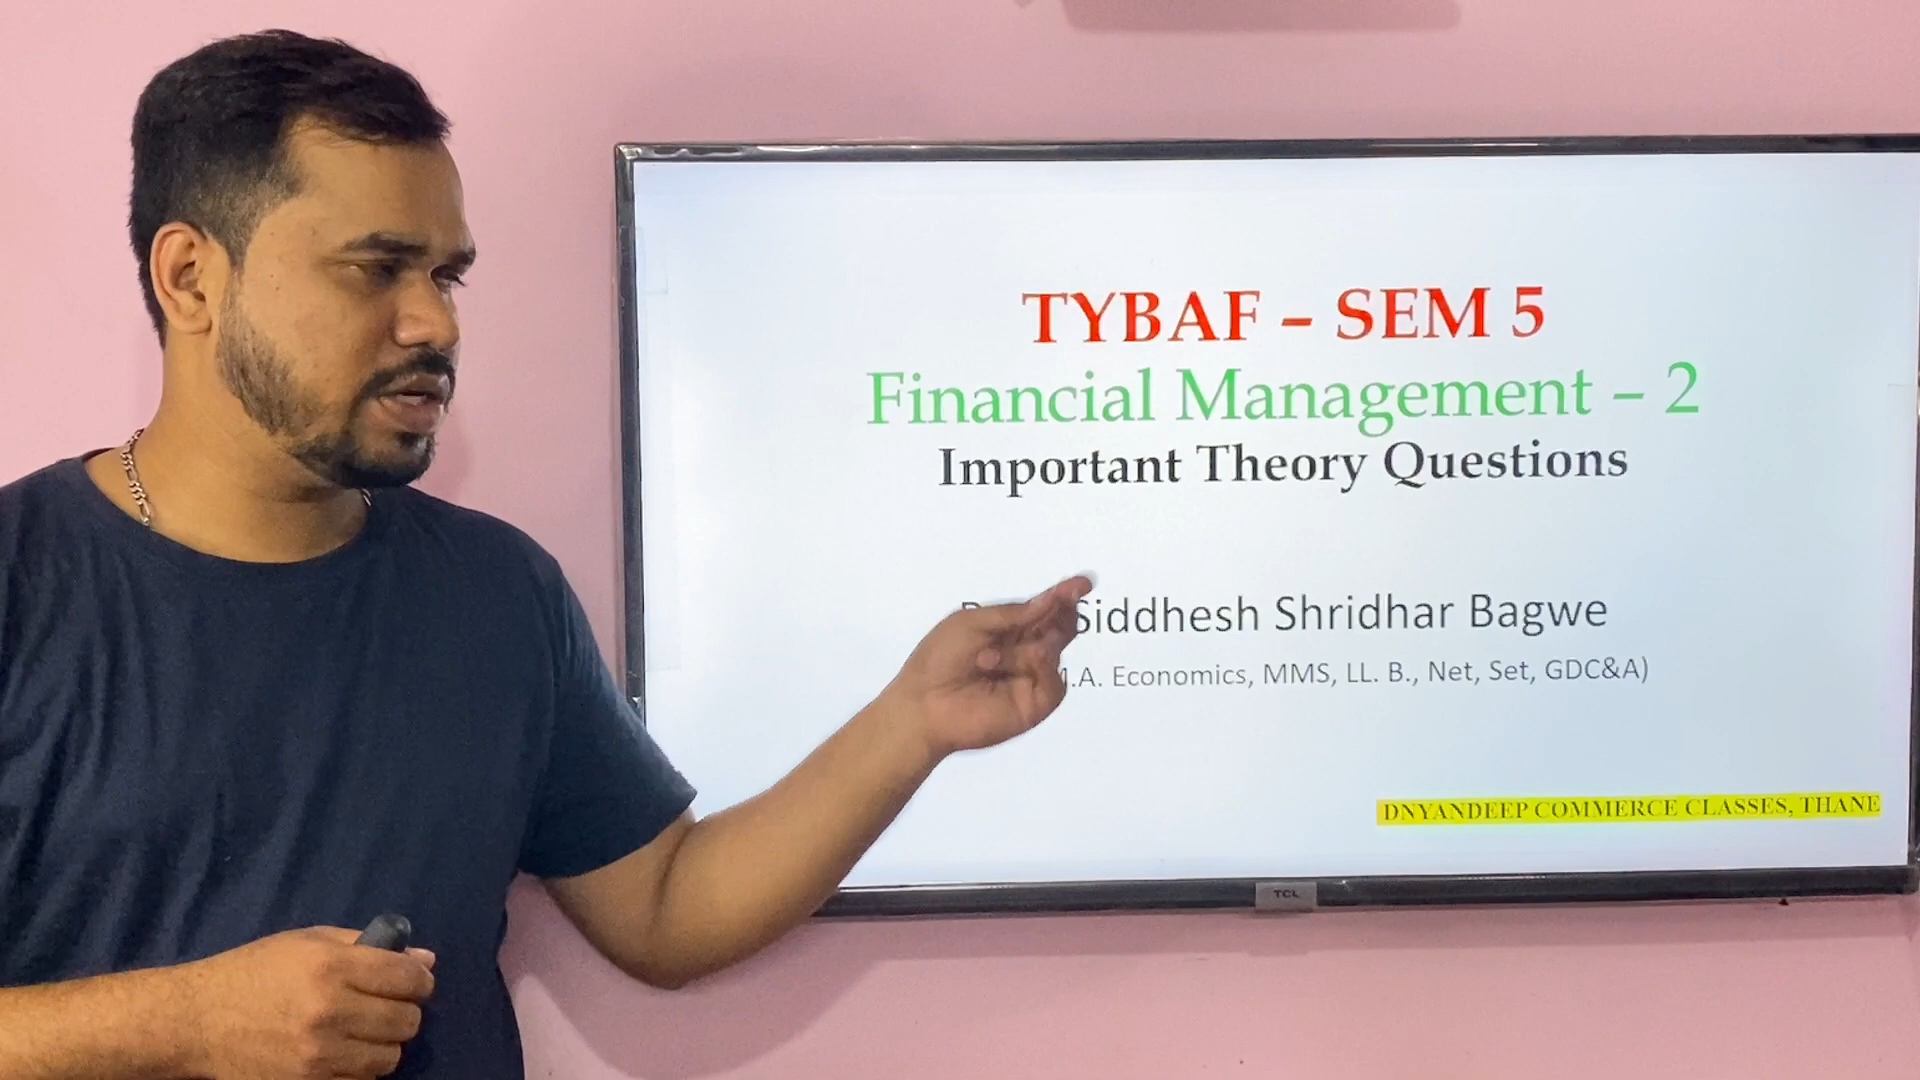 TYBAF – SEM 5
Financial Management – 2
Important Theory Questions
Siddhesh Shridhar Bagwe
.A. Economics, MMS, LL. B., Net, Set, GDC&A)
DNYANDEEP COMMERCE CLASSES, THANE
TCL